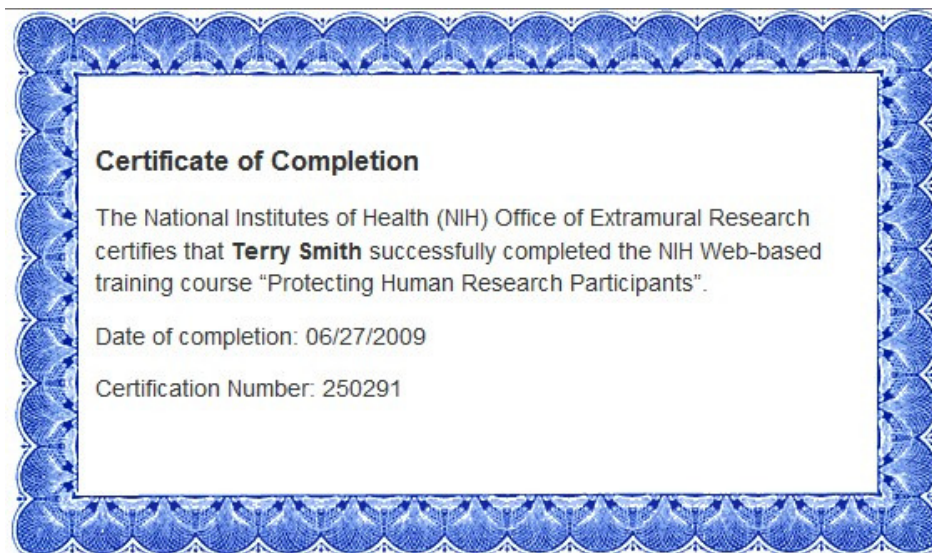 Certificate of Completion
The National Institutes of Health (NIH) Office of Extramural Research
certifies that Terry Smith successfully completed the NIH Web-based
training course “Protecting Human Research Participants”.
Date of completion: 06/27/2009
Certification Number: 250291